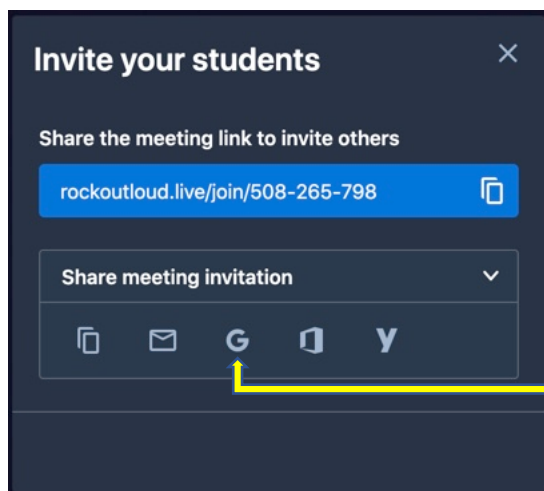 Invite your students
Share the meeting link to invite others
rockoutloud.live/join/508-265-798
Share meeting invitation